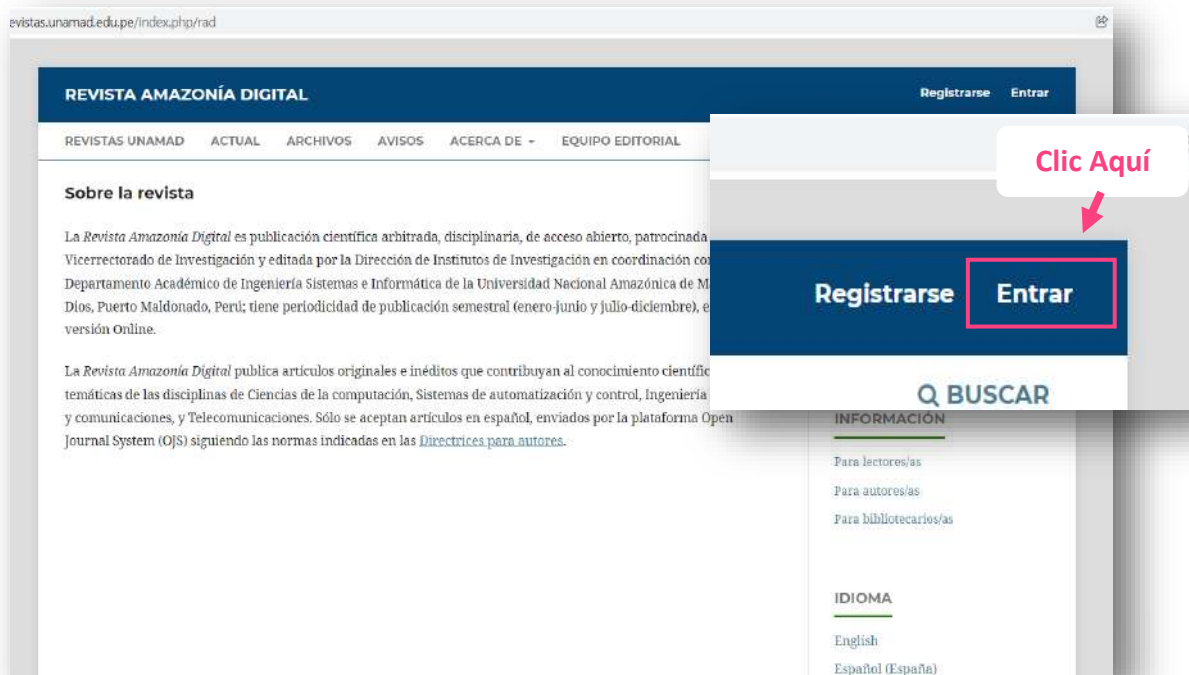 evistas.unamad.edu.pe/index.php/rad
REVISTA AMAZONÍA DIGITAL
Registrarse Entrar
REVISTAS UNAMAD ACTUAL ARCHIVOS AVISOS ACERCA DE EQUIPO EDITORIAL
Sobre la revista
La Revista Amazonía Digital es publicación científica arbitrada, disciplinaria, de acceso abierto, patrocinada
Vicerrectorado de Investigación y editada por la Dirección de Institutos de Investigación en coordinación
Departamento Académico de Ingeniería Sistemas e Informática de la Universidad Nacional Amazónica de
Dios, Puerto Maldonado, Perú; tiene periodicidad de publicación semestral (enero-junio y julio-diciembre),
versión Online.
La Revista Amazonía Digital publica artículos originales e inéditos que contribuyan al conocimiento
temáticas de las disciplinas de Ciencias de la computación, Sistemas de automatización y control, Ingeniería
y comunicaciones, y Telecomunicaciones. Sólo se aceptan artículos en español, enviados por la plataforma Open
Journal System (OJS) siguiendo las normas indicadas en las Directrices para autores.
Clic Aquí
Registrarse Entrar
BUSCAR
INFORMACIÓN
Para lectores/as
Para autores/as
Para bibliotecarios/as
IDIOMA
English
Español (España)